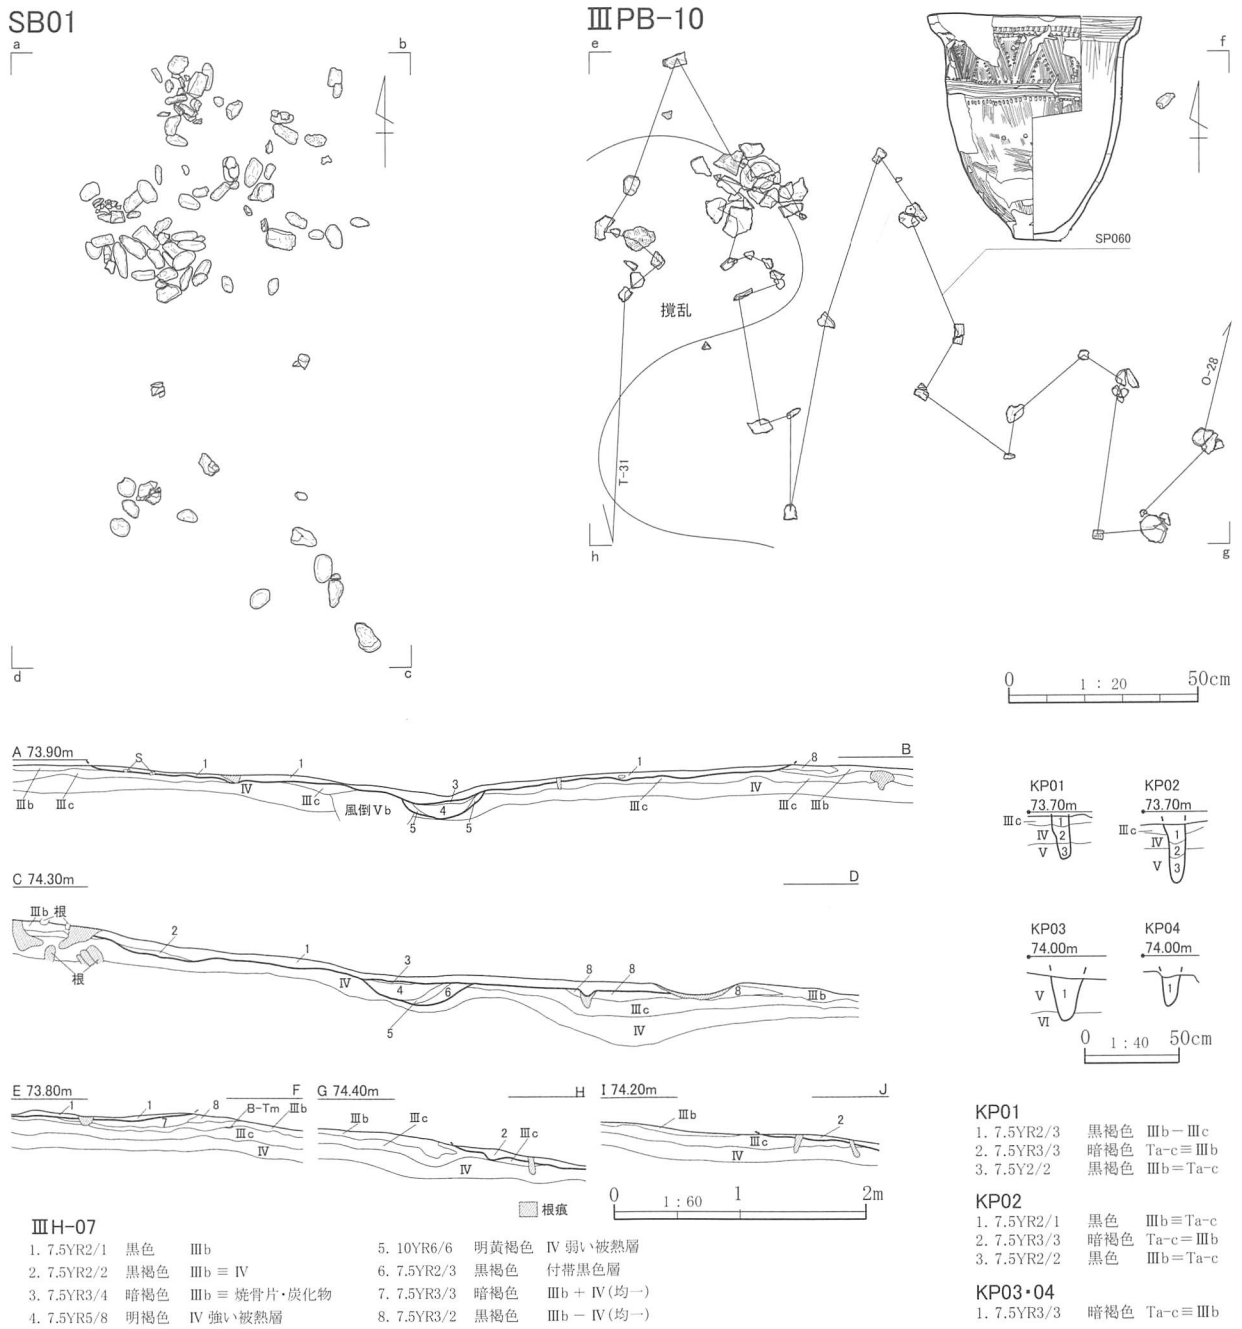 SB01
ⅢPB-10
a
b
e
f
SP060
撹乱
T-31
O-28
h
g
d
c
0 1:20 50cm
A 73.90m
S
1
1
3
1
8
B
Ⅲb
Ⅲc
Ⅳ
Ⅲc
風倒Ⅴb
5
4
5
Ⅲc
Ⅳ
Ⅲc
Ⅲb
KP01
73.70m
Ⅲc
Ⅳ
Ⅴ
1
2
3
KP02
73.70m
Ⅲc
Ⅳ
Ⅴ
1
2
3
C 74.30m
D
Ⅲb
根
根
2
1
3
Ⅳ
4
6
5
8
8
8
Ⅲb
Ⅲc
Ⅳ
KP03
74.00m
Ⅴ
Ⅵ
1
KP04
74.00m
1
0 1:40 50cm
E 73.80m
F
1
1
8
7
B-Tm
Ⅲb
Ⅲc
Ⅳ
G 74.40m
H
Ⅲb
Ⅲc
2
Ⅲc
Ⅳ
I 74.20m
J
Ⅲb
2
Ⅲc
Ⅳ
0 1:60 1 2m
根痕
ⅢH-07
1. 7.5YR2/1 黒色 Ⅲb
2. 7.5YR2/2 黒褐色 Ⅲb≡Ⅳ
3. 7.5YR3/4 暗褐色 Ⅲb≡焼骨片・炭化物
4. 7.5YR5/8 明褐色 Ⅳ 強い被熱層
5. 10YR6/6 明黄褐色 Ⅳ 弱い被熱層
6. 7.5YR2/3 黒褐色 付帯黒色層
7. 7.5YR3/3 暗褐色 Ⅲb+Ⅳ(均一)
8. 7.5YR3/2 黒褐色 Ⅲb-Ⅳ(均一)
KP01
1. 7.5YR2/3 黒褐色 Ⅲb-Ⅲc
2. 7.5YR3/3 暗褐色 Ta-c≡Ⅲb
3. 7.5Y2/2 黒褐色 Ⅲb=Ta-c
KP02
1. 7.5YR2/1 黒色 Ⅲb≡Ta-c
2. 7.5YR3/3 暗褐色 Ta-c=Ⅲb
3. 7.5YR2/2 黒色 Ⅲb=Ta-c
KP03・04
1. 7.5YR3/3 暗褐色 Ta-c≡Ⅲb